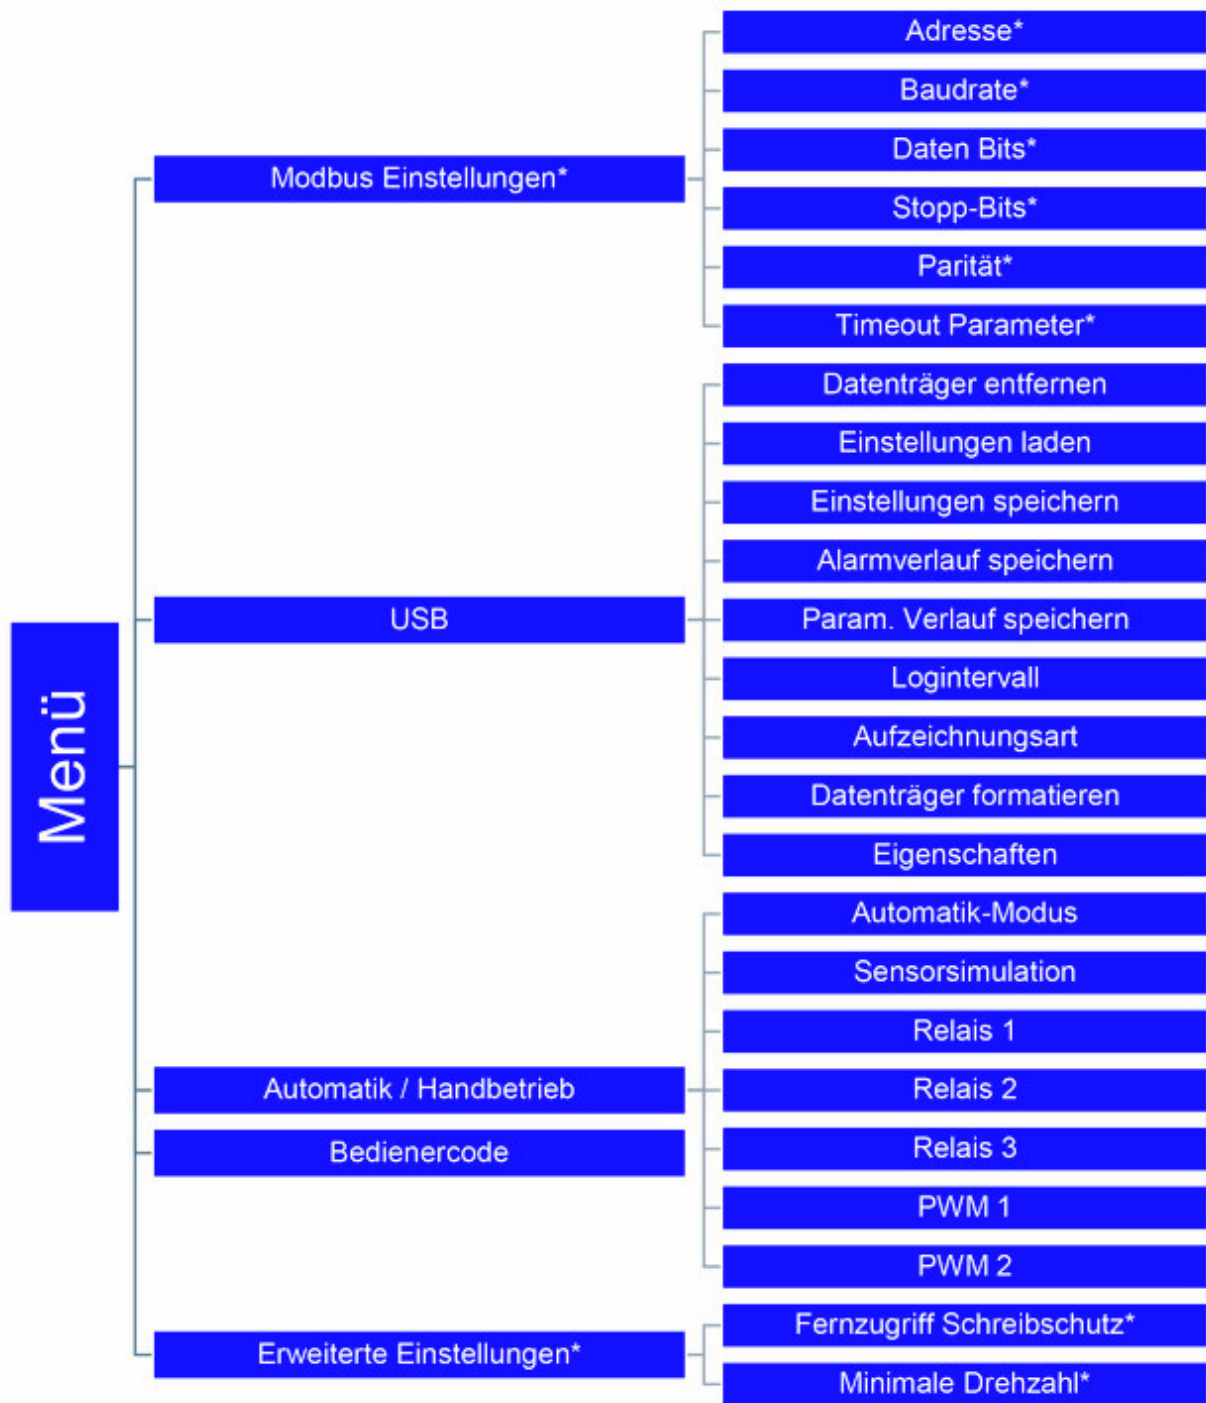 Menü
Modbus Einstellungen*
Adresse*
Baudrate*
Daten Bits*
Stopp-Bits*
Parität*
Timeout Parameter*
USB
Datenträger entfernen
Einstellungen laden
Einstellungen speichern
Alarmverlauf speichern
Param. Verlauf speichern
Logintervall
Aufzeichnungsart
Datenträger formatieren
Eigenschaften
Automatik / Handbetrieb
Automatik-Modus
Sensorsimulation
Relais 1
Relais 2
Relais 3
PWM 1
PWM 2
Bedienercode
Erweiterte Einstellungen*
Fernzugriff Schreibschutz*
Minimale Drehzahl*